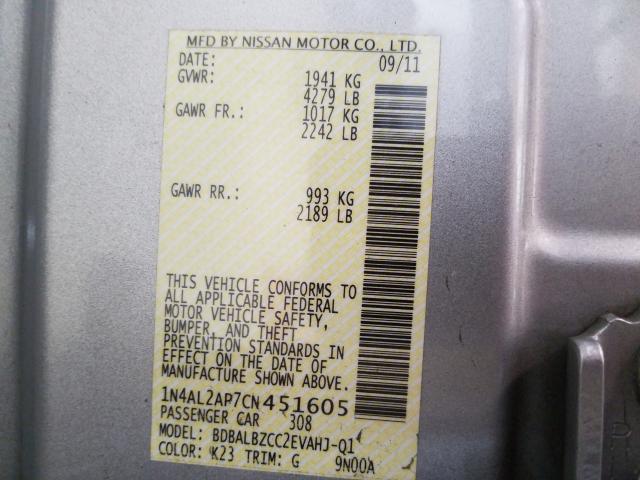 MFD BY NISSAN MOTOR CO., LTD.
DATE: 09/11
GVWR: 1941 KG
4279 LB
GAWR FR.: 1017 KG
2242 LB
GAWR RR.: 993 KG
2189 LB
THIS VEHICLE CONFORMS TO
ALL APPLICABLE FEDERAL
MOTOR VEHICLE SAFETY,
BUMPER, AND THEFT
PREVENTION STANDARDS IN
EFFECT ON THE DATE OF
MANUFACTURE SHOWN ABOVE.
1N4AL2AP7CN451605
PASSENGER CAR 308
MODEL: BDBALBZCC2EVAHJ-Q1
COLOR: K23 TRIM: G 9N00A